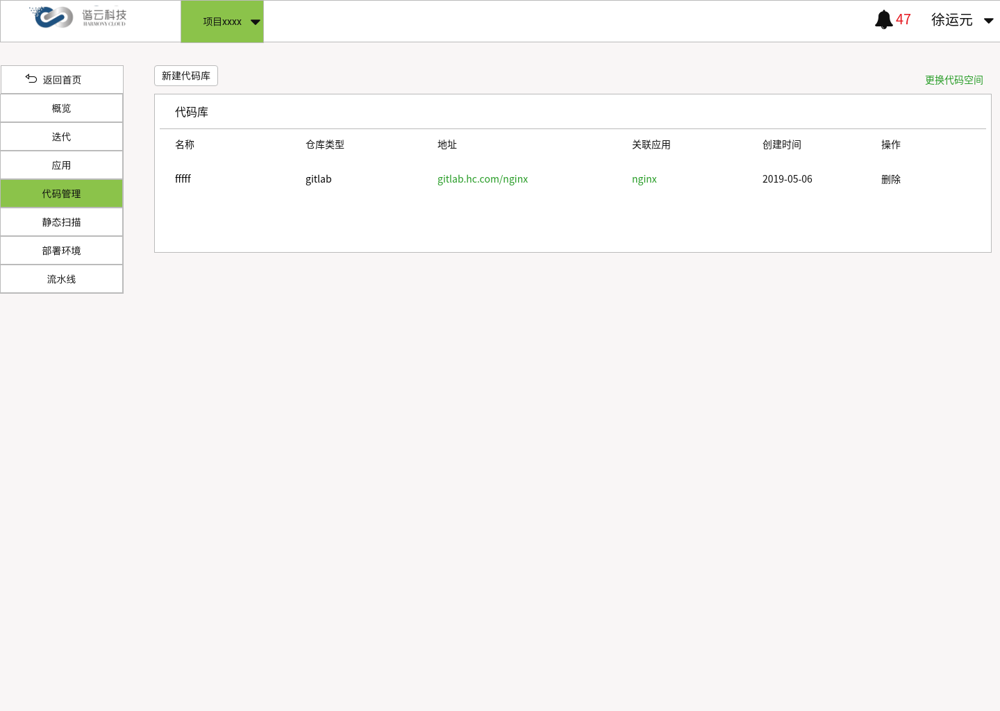 谐云科技
HARMONY CLOUD
项目xxxx
47
徐运元
返回首页
概览
迭代
应用
代码管理
静态扫描
部署环境
流水线
新建代码库
更换代码空间
代码库
名称 仓库类型 地址 关联应用 创建时间 操作
fffff gitlab gitlab.hc.com/nginx nginx 2019-05-06 删除